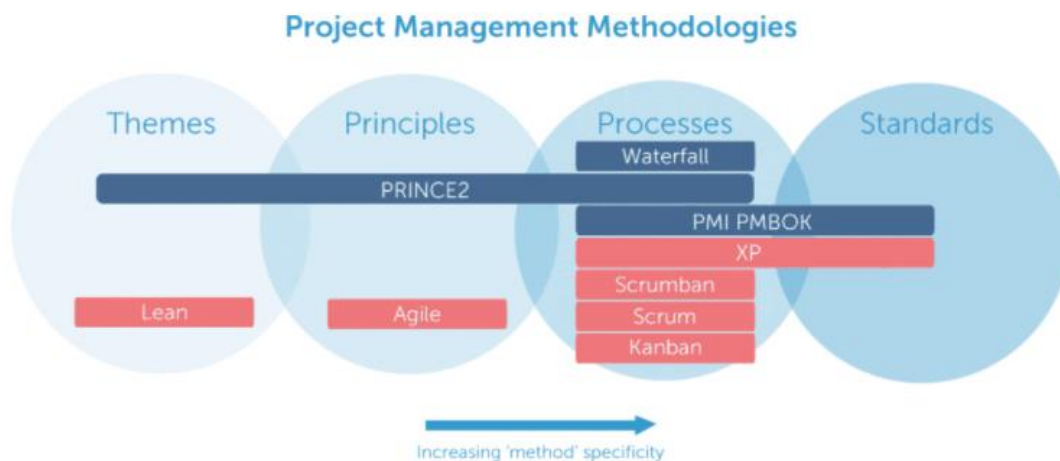 Project Management Methodologies
Themes
Principles
Processes
Standards
Waterfall
PRINCE2
PMI PMBOK
XP
Scrumban
Lean
Agile
Scrum
Kanban
Increasing 'method' specificity